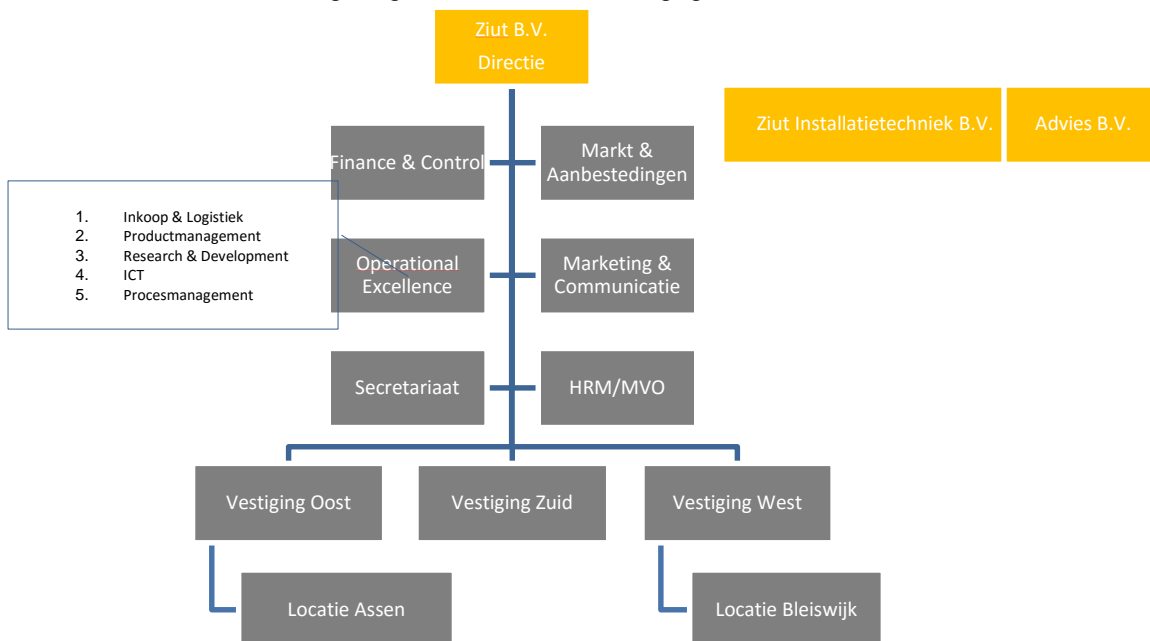 Ziut B.V.
Directie
Ziut Installatietechniek B.V.
Advies B.V.
Finance & Control
Markt &
Aanbestedingen
1. Inkoop & Logistiek
2. Productmanagement
3. Research & Development
4. ICT
5. Procesmanagement
Operational
Excellence
Marketing &
Communicatie
Secretariaat
HRM/MVO
Vestiging Oost
Vestiging Zuid
Vestiging West
Locatie Assen
Locatie Bleiswijk